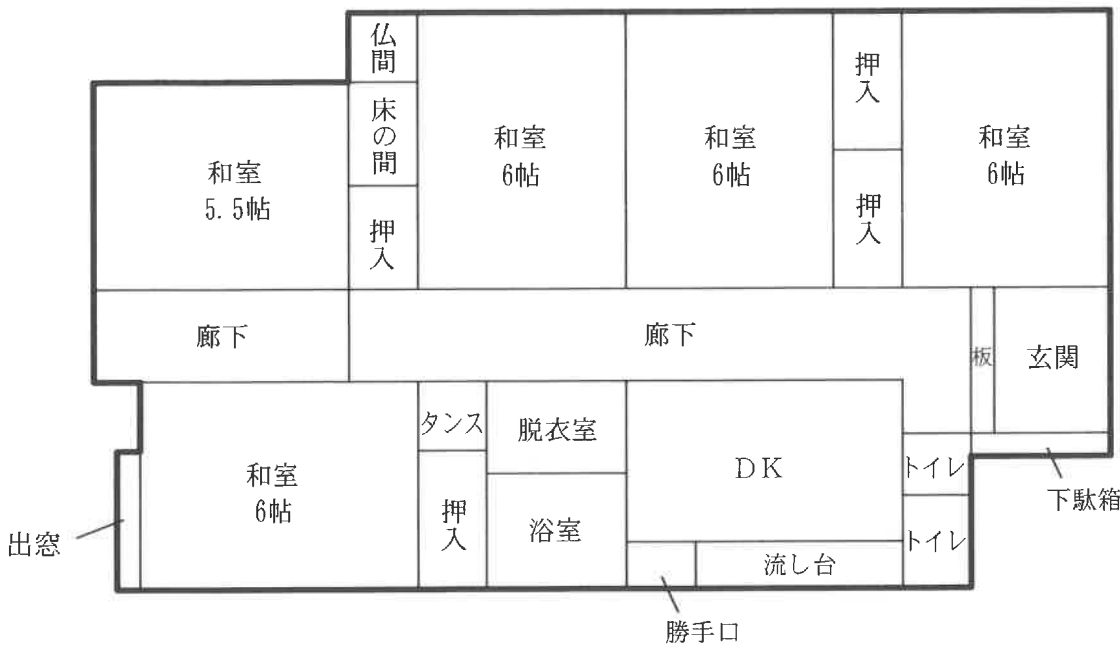 仏間
床の間
押入
和室
5.5帖
和室
6帖
和室
6帖
押入
押入
和室
6帖
廊下
廊下
板
玄関
和室
6帖
タンス
押入
脱衣室
浴室
DK
流し台
トイレ
トイレ
下駄箱
出窓
勝手口